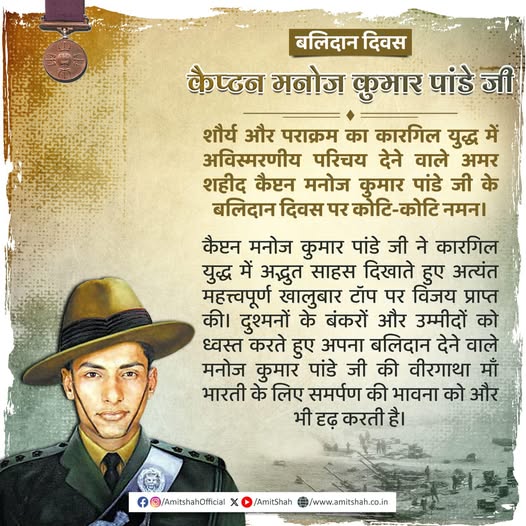 बलिदान दिवस
कैप्टन मनोज कुमार पांडे जी
शौर्य और पराक्रम का कारगिल युद्ध में
अविस्मरणीय परिचय देने वाले अमर
शहीद कैप्टन मनोज कुमार पांडे जी के
बलिदान दिवस पर कोटि-कोटि नमन।
कैप्टन मनोज कुमार पांडे जी ने कारगिल
युद्ध में अद्भुत साहस दिखाते हुए अत्यंत
महत्त्वपूर्ण खालुबार टॉप पर विजय प्राप्त
की। दुश्मनों के बंकरों और उम्मीदों को
ध्वस्त करते हुए अपना बलिदान देने वाले
मनोज कुमार पांडे जी की वीरगाथा माँ
भारती के लिए समर्पण की भावना को और
भी दृढ़ करती है।
/AmitshahOfficial X /AmitShah /www.amitshah.co.in